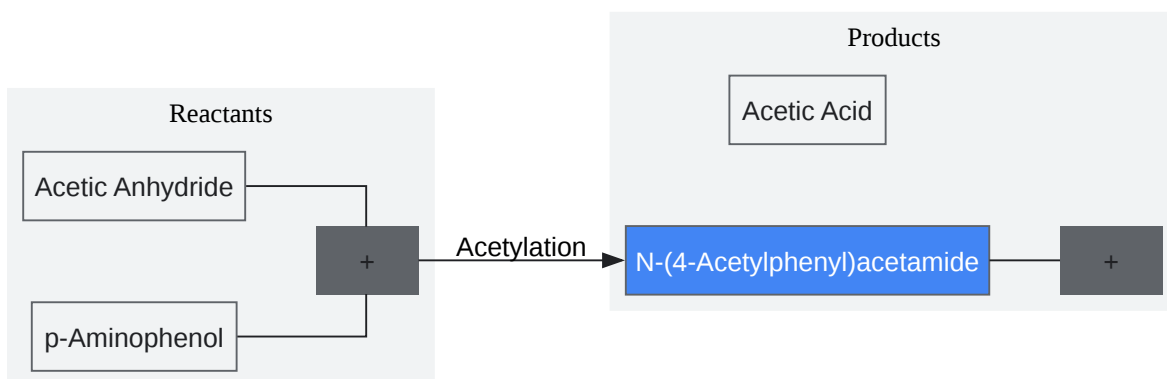 Products
Acetic Acid
Reactants
Acetic Anhydride
+
Acetylation
N-(4-Acetylphenyl)acetamide
+
p-Aminophenol